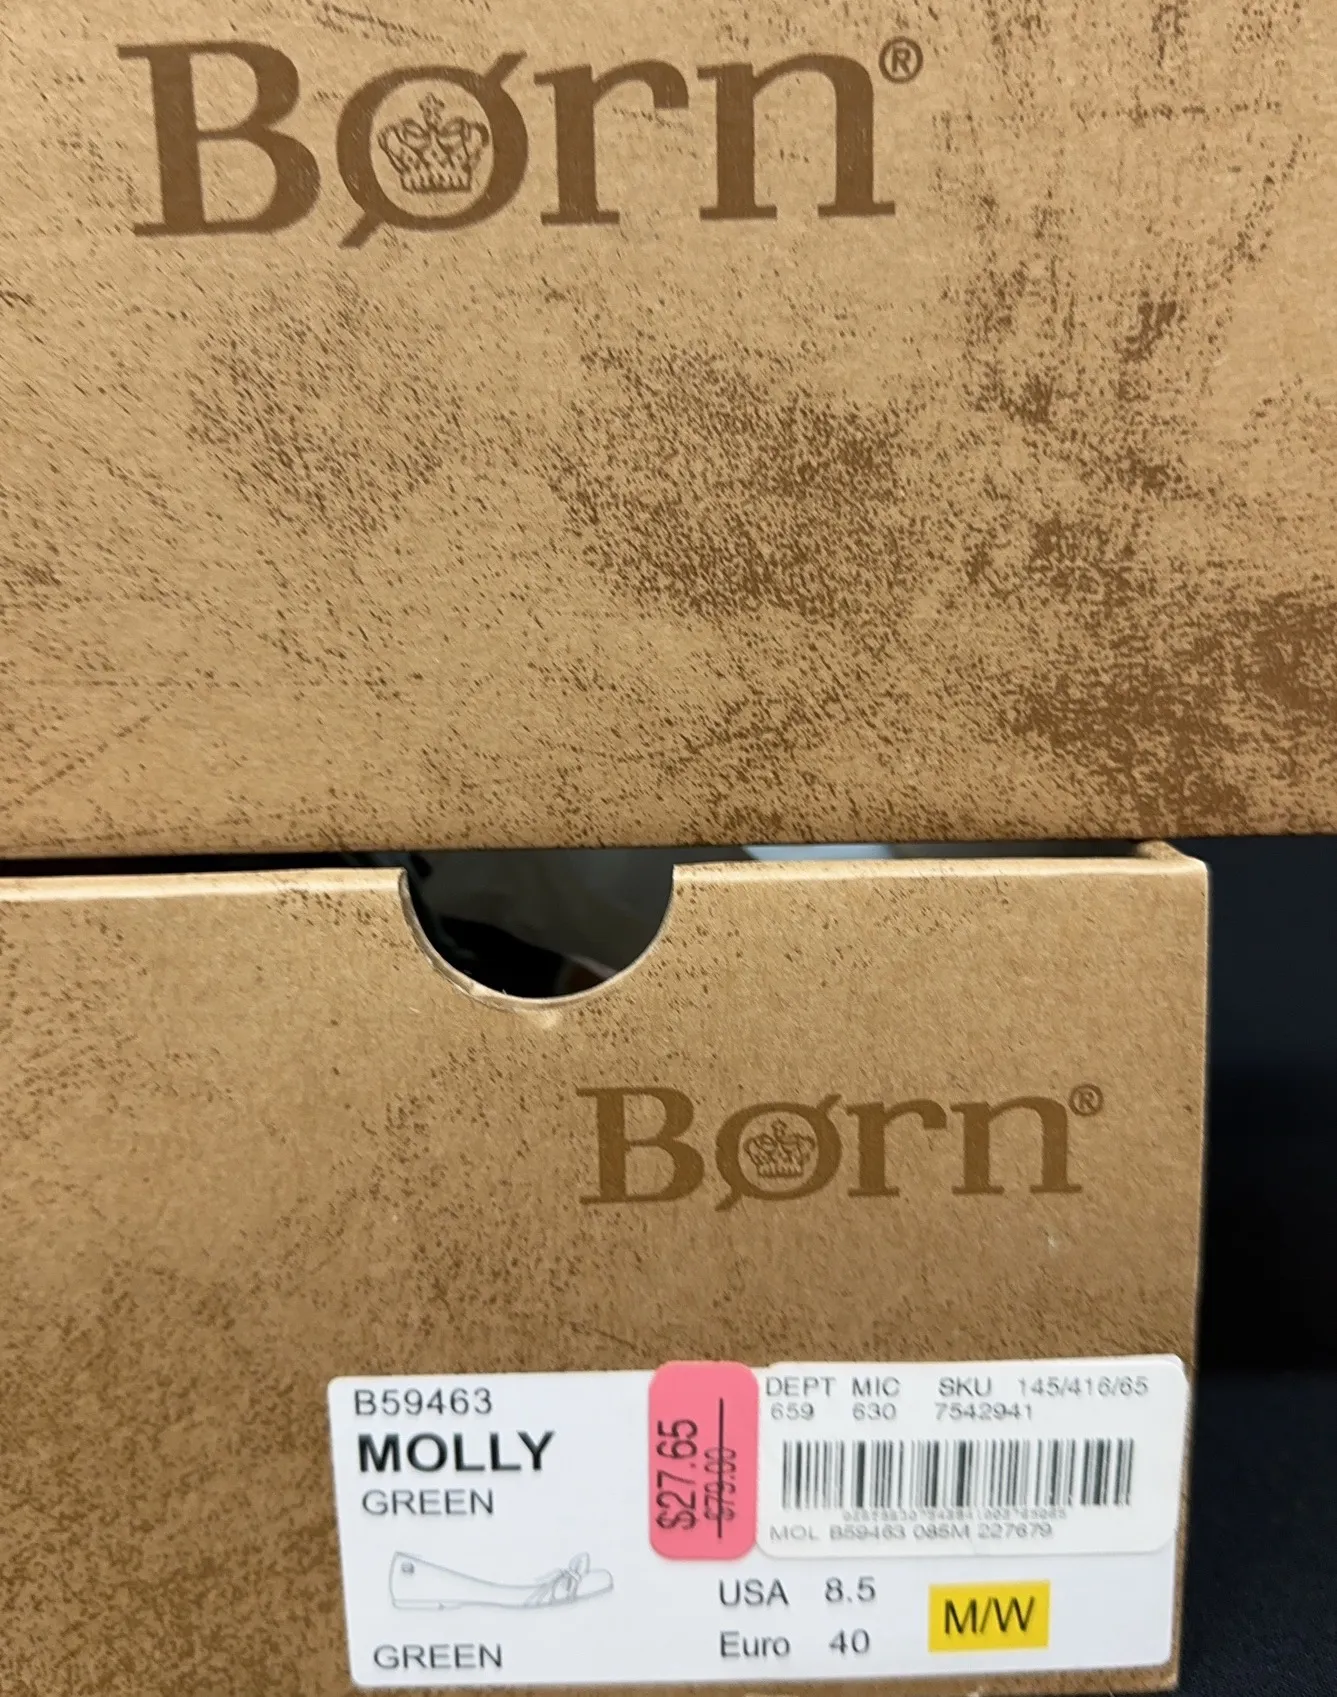 Børn®
Børn®
B59463
MOLLY
GREEN
$27.65
$79.00
DEPT MIC SKU 145/416/65
659 630 7542941
MOL B59463 085M 227679
USA 8.5
Euro 40
M/W
GREEN